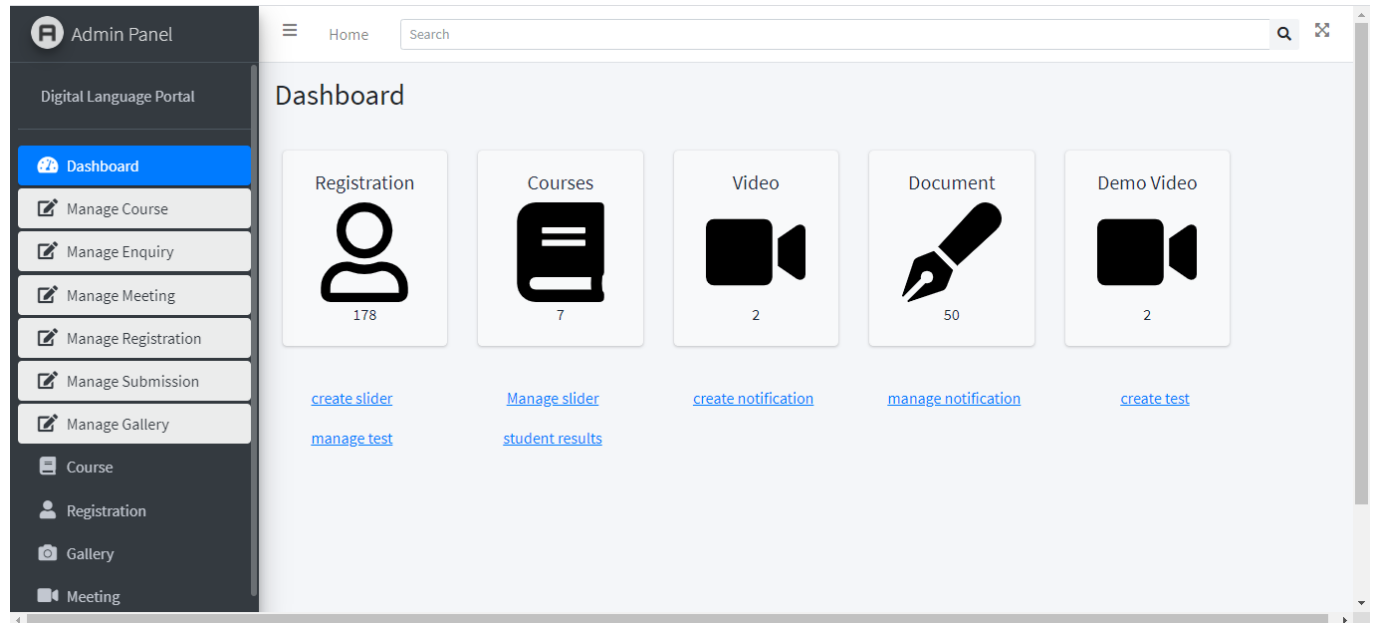 Admin Panel
Home
Search
Digital Language Portal
Dashboard
Manage Course
Manage Enquiry
Manage Meeting
Manage Registration
Manage Submission
Manage Gallery
Course
Registration
Gallery
Meeting
Dashboard
Registration
178
Courses
7
Video
2
Document
50
Demo Video
2
create slider
Manage slider
create notification
manage notification
create test
manage test
student results